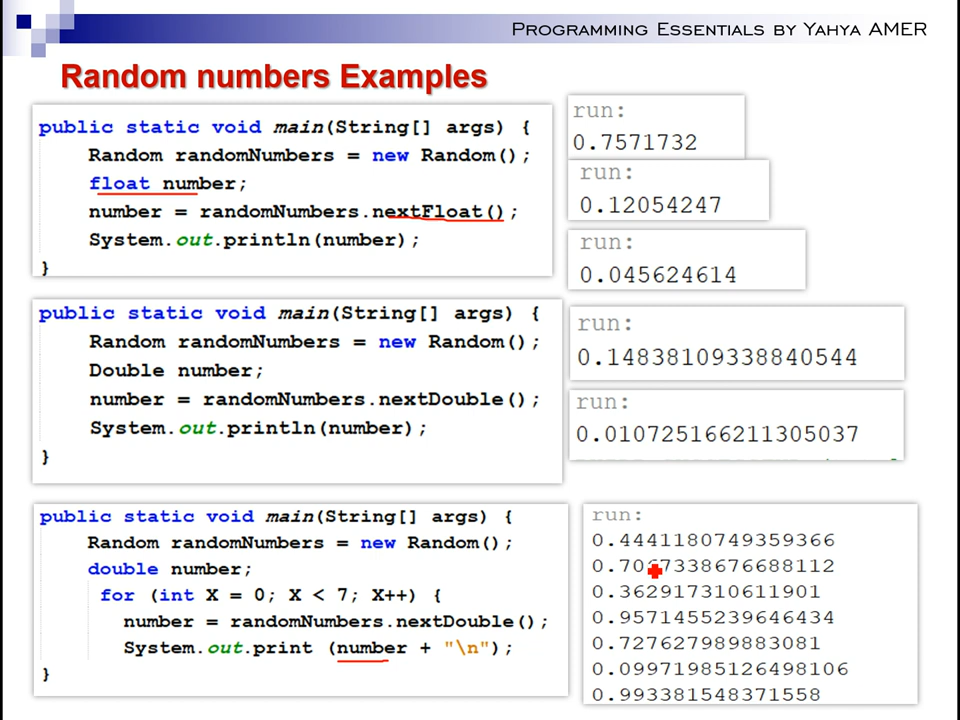 PROGRAMMING ESSENTIALS BY YAHYA AMER
Random numbers Examples
public static void main(String[] args) {
Random randomNumbers = new Random();
float number;
number = randomNumbers.nextFloat();
System.out.println(number);
}
run:
0.7571732
run:
0.12054247
run:
0.045624614
public static void main(String[] args) {
Random randomNumbers = new Random();
Double number;
number = randomNumbers.nextDouble();
System.out.println(number);
}
run:
0.14838109338840544
run:
0.010725166211305037
public static void main(String[] args) {
Random randomNumbers = new Random();
double number;
for (int X = 0; X < 7; X++) {
number = randomNumbers.nextDouble();
System.out.print (number + "\n");
}
run:
0.4441180749359366
0.362917310611901
0.9571455239646434
0.727627989883081
0.09971985126498106
0.993381548371558